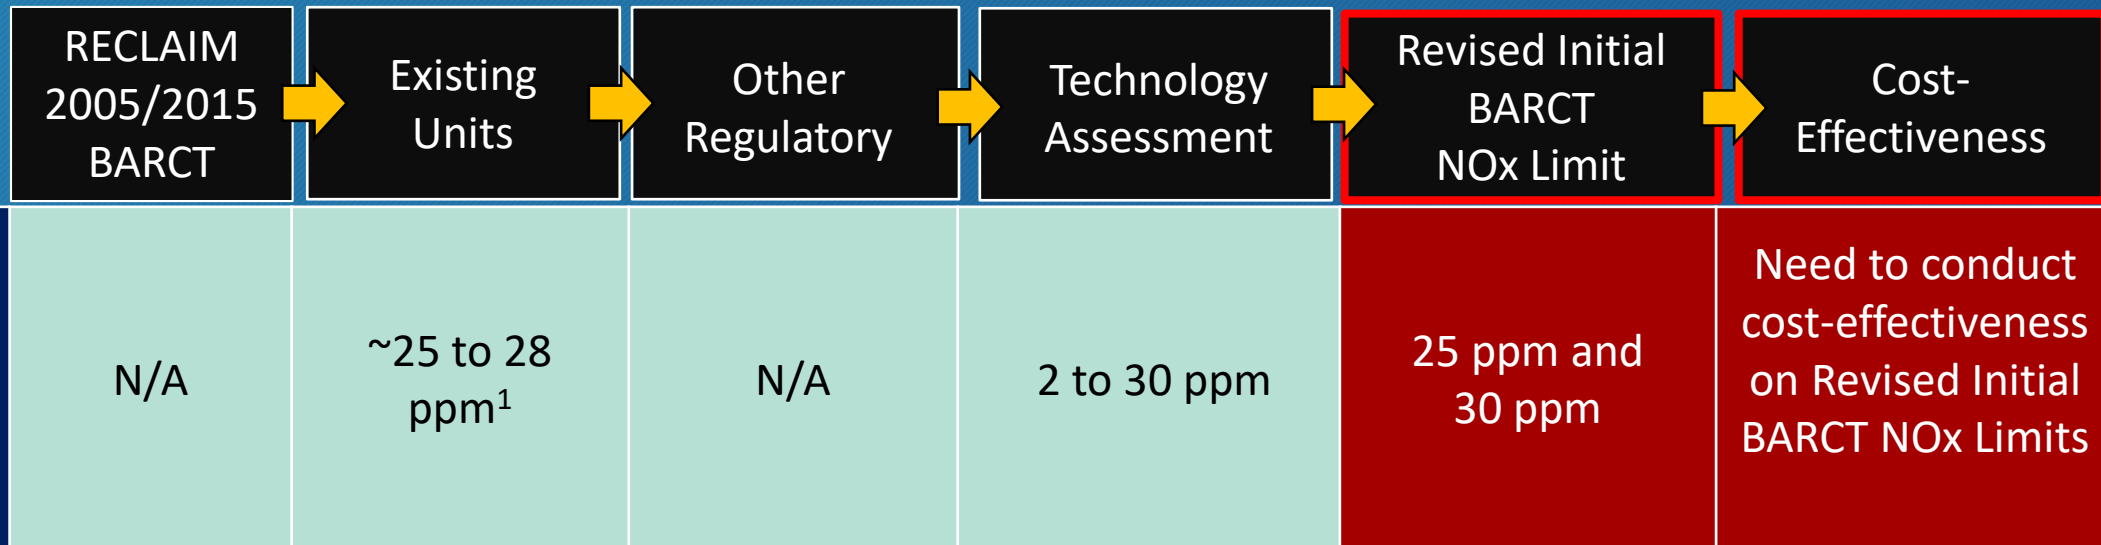 RECLAIM
2005/2015
BARCT
Existing
Units
Other
Regulatory
Technology
Assessment
Revised Initial
BARCT
NOx Limit
Cost-
Effectiveness
N/A
~25 to 28
ppm¹
N/A
2 to 30 ppm
25 ppm and
30 ppm
Need to conduct
cost-effectiveness
on Revised Initial
BARCT NOx Limits